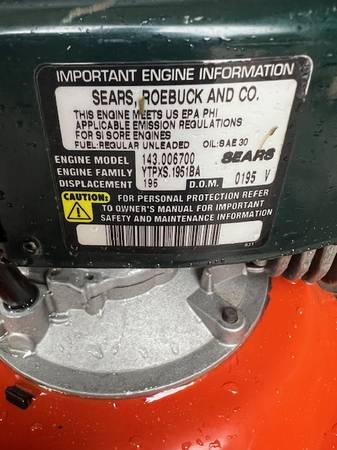 IMPORTANT ENGINE INFORMATION
SEARS, ROEBUCK AND CO.
THIS ENGINE MEETS US EPA PHI
APPLICABLE EMISSION REGULATIONS
FOR SI SORE ENGINES
FUEL:REGULAR UNLEADED OIL:SAE 30
ENGINE MODEL 143.006700 SEARS
ENGINE FAMILY YTPXS.1951BA
DISPLACEMENT 195 D.O.M. 0195 V
CAUTION: FOR PERSONAL PROTECTION REFER
TO OWNER'S MANUAL FOR IMPORTANT
SAFETY AND MAINTENANCE INFORMATION